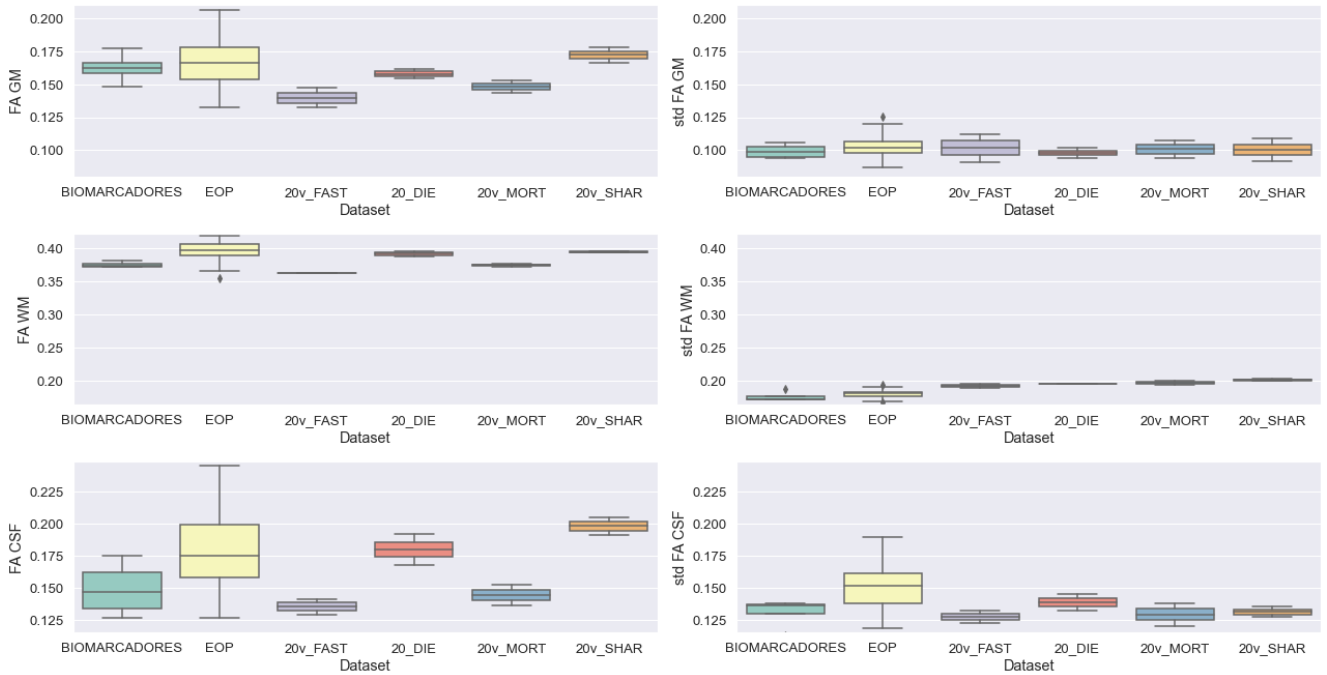 FA GM
0.200
0.175
0.150
0.125
0.100
BIOMARCADORES EOP 20v_FAST 20_DIE 20v_MORT 20v_SHAR
Dataset
std FA GM
0.200
0.175
0.150
0.125
0.100
BIOMARCADORES EOP 20v_FAST 20_DIE 20v_MORT 20v_SHAR
Dataset
FA WM
0.40
0.35
0.30
0.25
0.20
BIOMARCADORES EOP 20v_FAST 20_DIE 20v_MORT 20v_SHAR
Dataset
std FA WM
0.40
0.35
0.30
0.25
0.20
BIOMARCADORES EOP 20v_FAST 20_DIE 20v_MORT 20v_SHAR
Dataset
FA CSF
0.225
0.200
0.175
0.150
0.125
BIOMARCADORES EOP 20v_FAST 20_DIE 20v_MORT 20v_SHAR
Dataset
std FA CSF
0.225
0.200
0.175
0.150
0.125
BIOMARCADORES EOP 20v_FAST 20_DIE 20v_MORT 20v_SHAR
Dataset